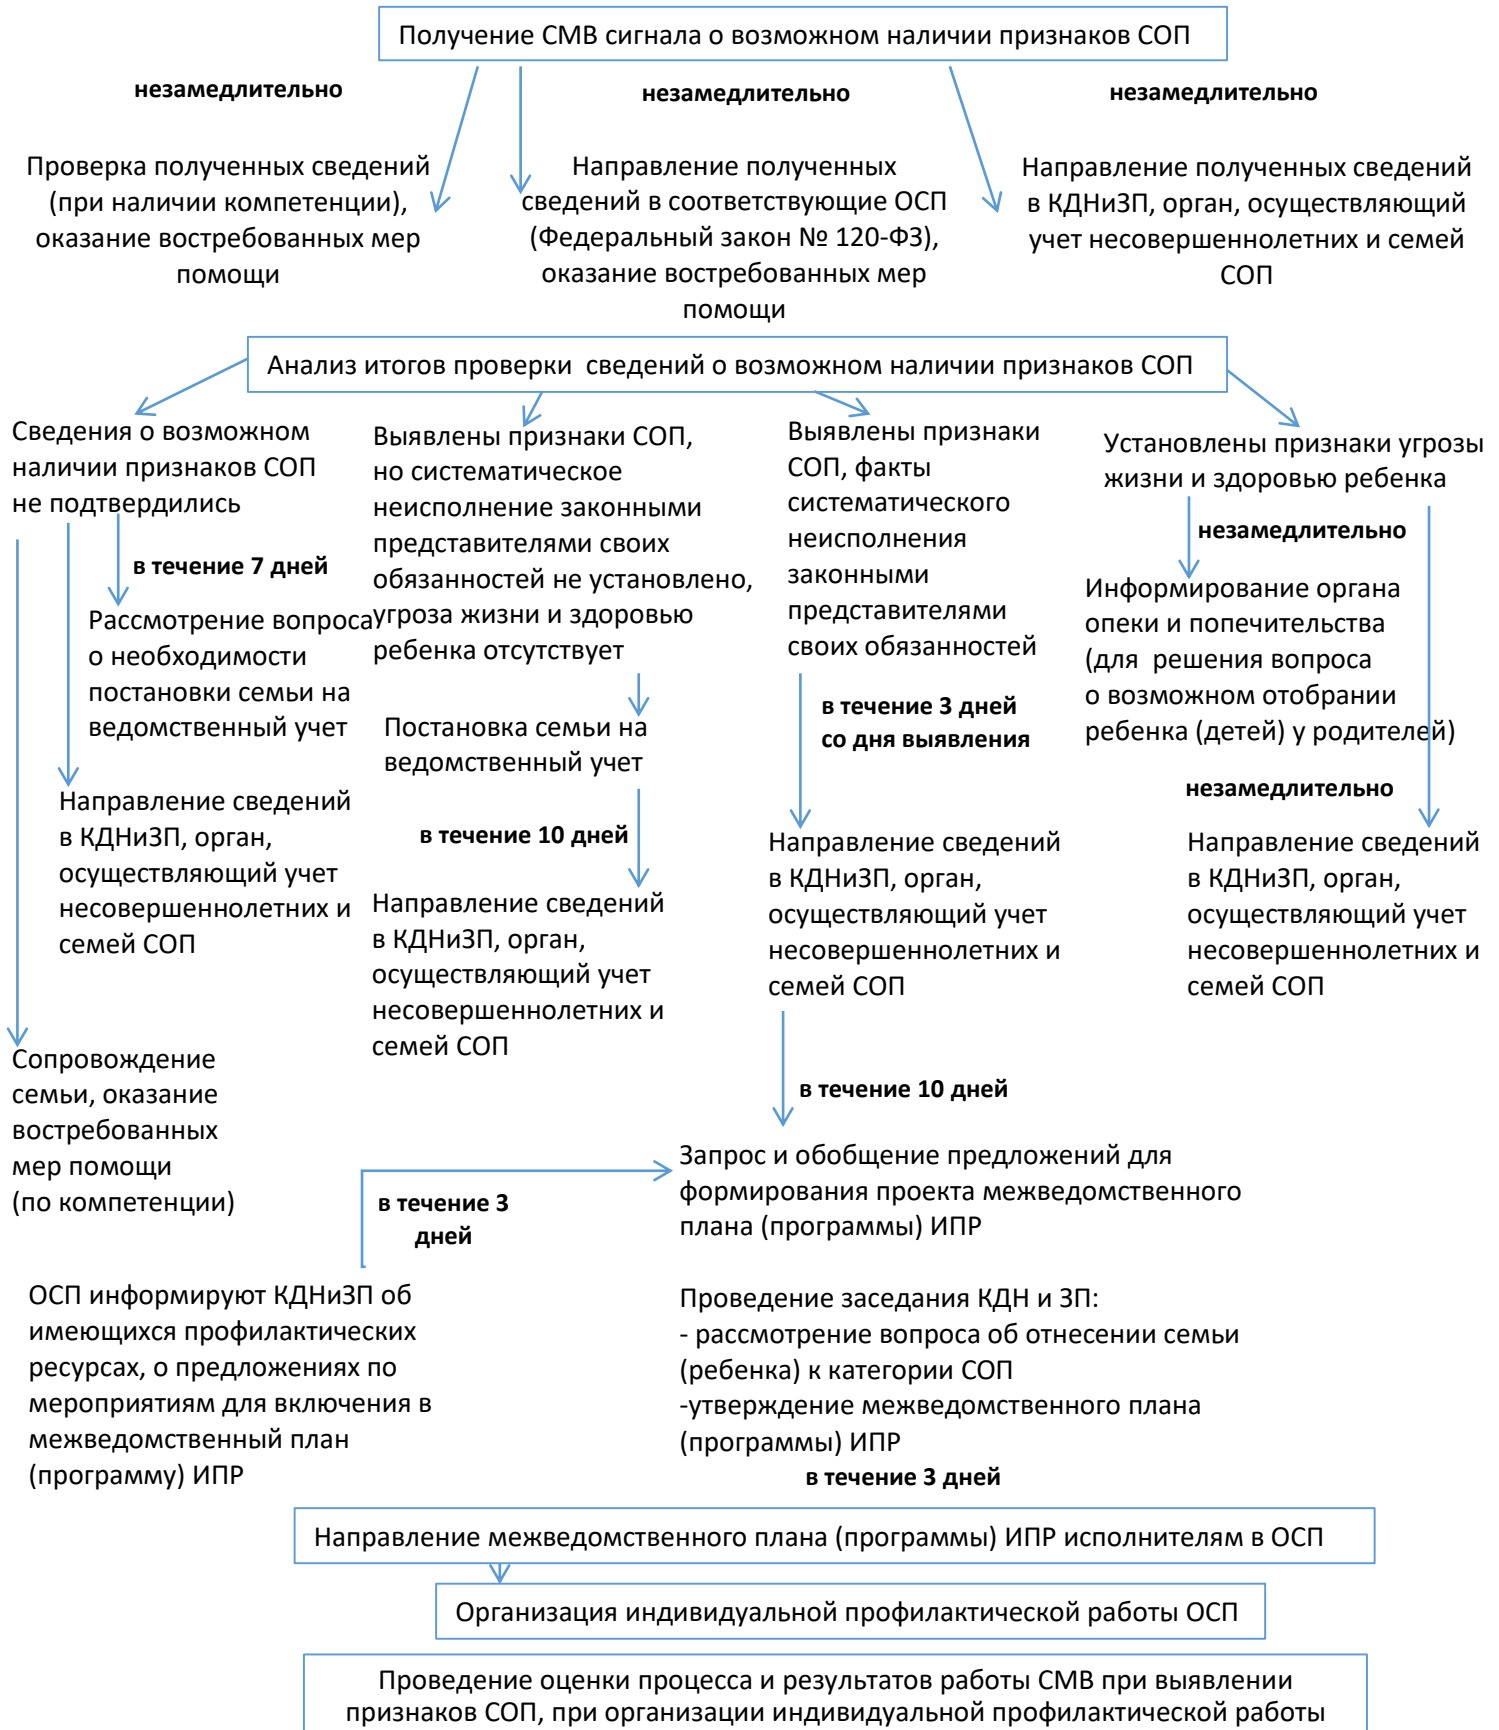 Получение СМВ сигнала о возможном наличии признаков СОП
незамедлительно
незамедлительно
незамедлительно
Проверка полученных сведений
(при наличии компетенции),
оказание востребованных мер
помощи
Направление полученных
сведений в соответствующие ОСП
(Федеральный закон № 120-ФЗ),
оказание востребованных мер
помощи
Направление полученных сведений
в КДНиЗП, орган, осуществляющий
учет несовершеннолетних и семей
СОП
Анализ итогов проверки сведений о возможном наличии признаков СОП
Сведения о возможном
наличии признаков СОП
не подтвердились
в течение 7 дней
Рассмотрение вопроса
о необходимости
постановки семьи на
ведомственный учет
Направление сведений
в КДНиЗП, орган,
осуществляющий учет
несовершеннолетних и
семей СОП
Сопровождение
семьи, оказание
востребованных
мер помощи
(по компетенции)
Выявлены признаки СОП,
но систематическое
неисполнение законными
представителями своих
обязанностей не установлено,
угроза жизни и здоровью
ребенка отсутствует
Постановка семьи на
ведомственный учет
в течение 10 дней
Направление сведений
в КДНиЗП, орган,
осуществляющий учет
несовершеннолетних и
семей СОП
Выявлены признаки
СОП, факты
систематического
неисполнения
законными
представителями
своих обязанностей
в течение 3 дней
со дня выявления
Направление сведений
в КДНиЗП, орган,
осуществляющий учет
несовершеннолетних и
семей СОП
в течение 10 дней
Установлены признаки угрозы
жизни и здоровью ребенка
незамедлительно
Информирование органа
опеки и попечительства
(для решения вопроса
о возможном отобрании
ребенка (детей) у родителей)
незамедлительно
Направление сведений
в КДНиЗП, орган,
осуществляющий учет
несовершеннолетних и
семей СОП
Запрос и обобщение предложений для
формирования проекта межведомственного
плана (программы) ИПР
в течение 3
дней
ОСП информируют КДНиЗП об
имеющихся профилактических
ресурсах, о предложениях по
мероприятиям для включения в
межведомственный план
(программу) ИПР
Проведение заседания КДН и ЗП:
- рассмотрение вопроса об отнесении семьи
(ребенка) к категории СОП
-утверждение межведомственного плана
(программы) ИПР
в течение 3 дней
Направление межведомственного плана (программы) ИПР исполнителям в ОСП
Организация индивидуальной профилактической работы ОСП
Проведение оценки процесса и результатов работы СМВ при выявлении
признаков СОП, при организации индивидуальной профилактической работы